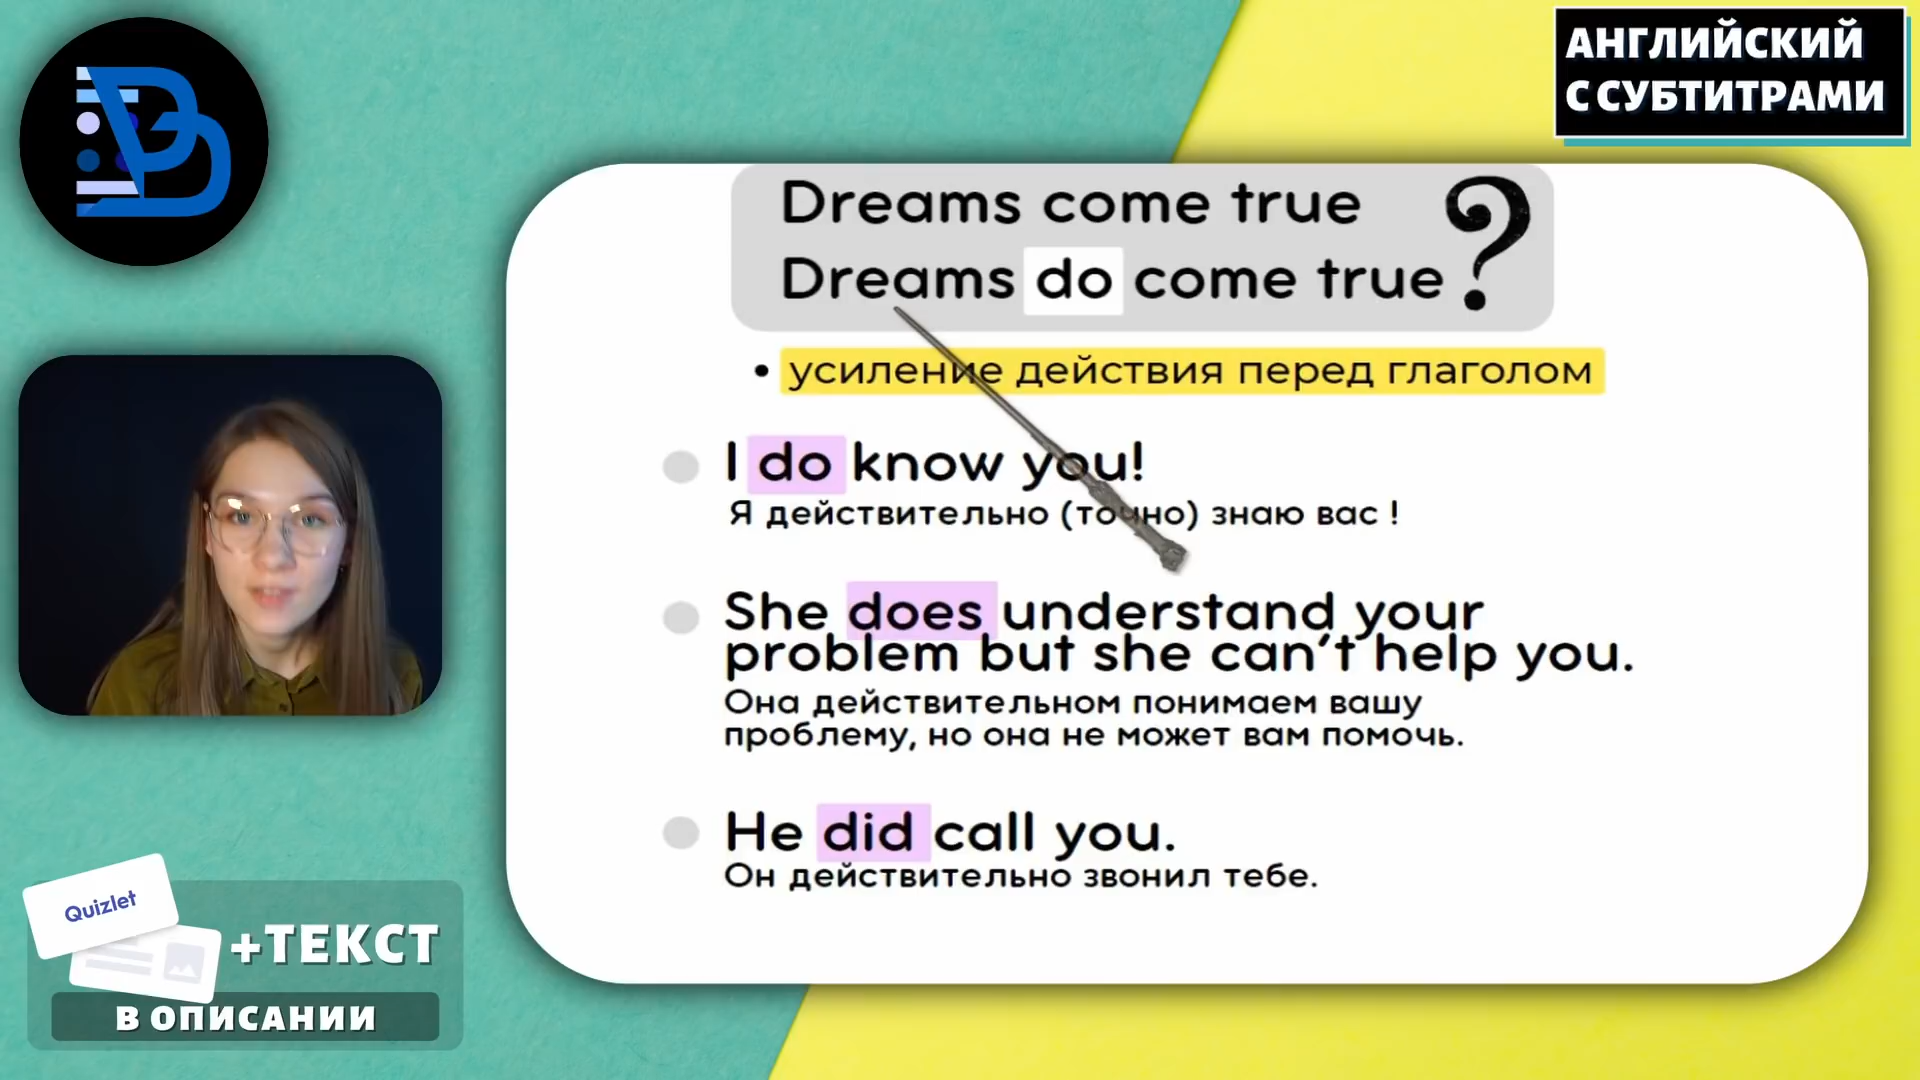 АНГЛИЙСКИЙ
С СУБТИТРАМИ
Dreams come true
Dreams do come true
?
• усиление действия перед глаголом
I do know you!
Я действительно (точно) знаю вас !
She does understand your
problem but she can't help you.
Она действительном понимаем вашу
проблему, но она не может вам помочь.
He did call you.
Он действительно звонил тебе.
Quizlet
+ТЕКСТ
В ОПИСАНИИ